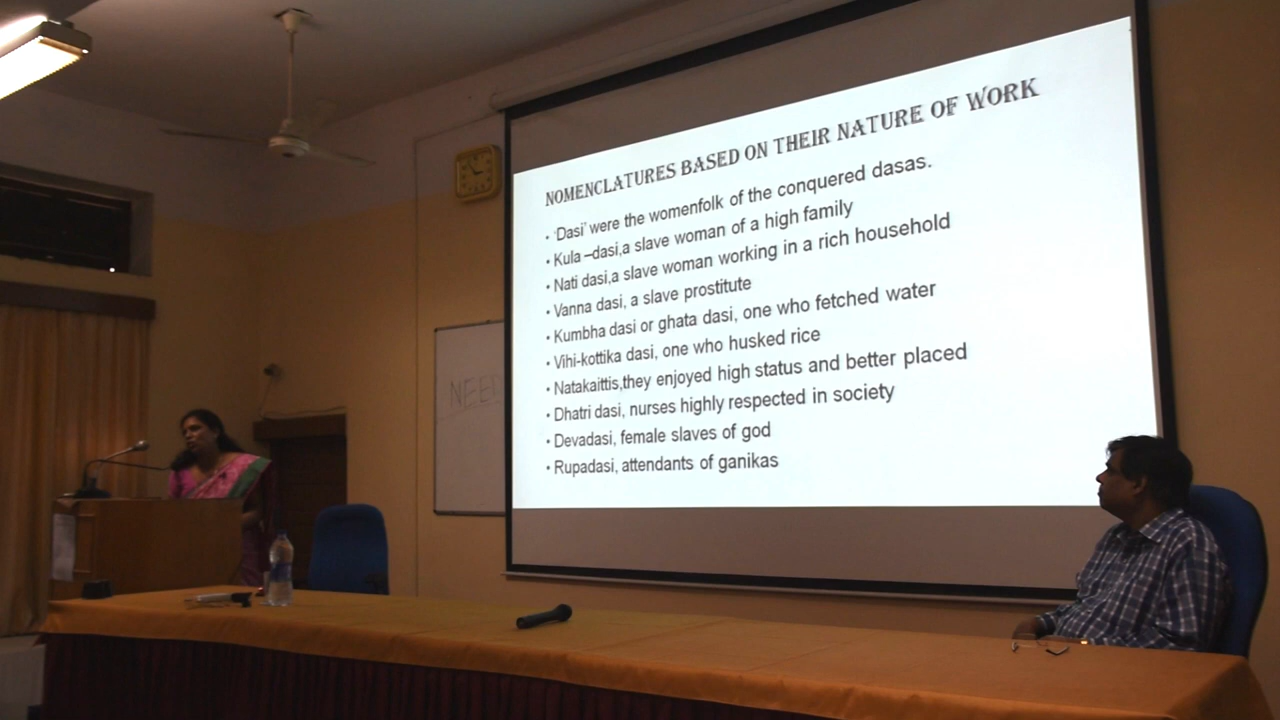 NOMENCLATURES BASED ON THEIR NATURE OF WORK
• 'Dasi' were the womenfolk of the conquered dasas.
• Kula –dasi,a slave woman of a high family
• Nati dasi,a slave woman working in a rich household
• Vanna dasi, a slave prostitute
• Kumbha dasi or ghata dasi, one who fetched water
• Vihi-kottika dasi, one who husked rice
• Natakaittis,they enjoyed high status and better placed
• Dhatri dasi, nurses highly respected in society
• Devadasi, female slaves of god
• Rupadasi, attendants of ganikas
NEED